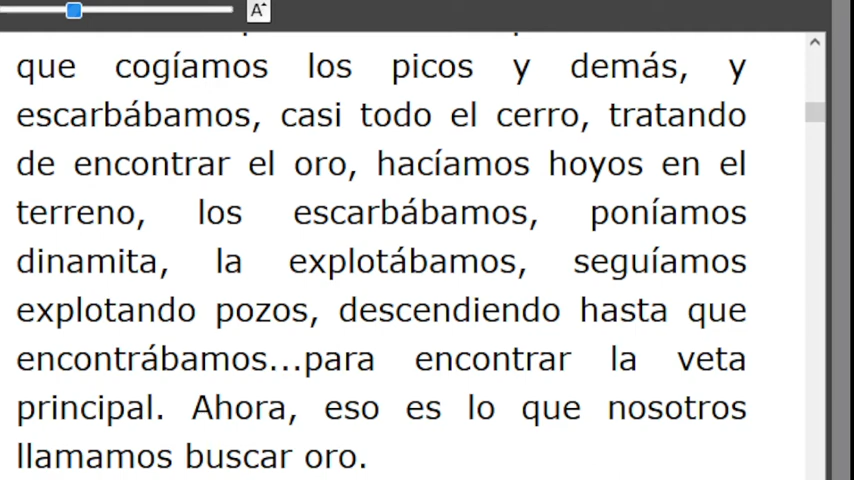 A
que cogíamos los picos y demás, y
escarbábamos, casi todo el cerro, tratando
de encontrar el oro, hacíamos hoyos en el
terreno, los escarbábamos, poníamos
dinamita, la explotábamos, seguíamos
explotando pozos, descendiendo hasta que
encontrábamos...para encontrar la veta
principal. Ahora, eso es lo que nosotros
llamamos buscar oro.